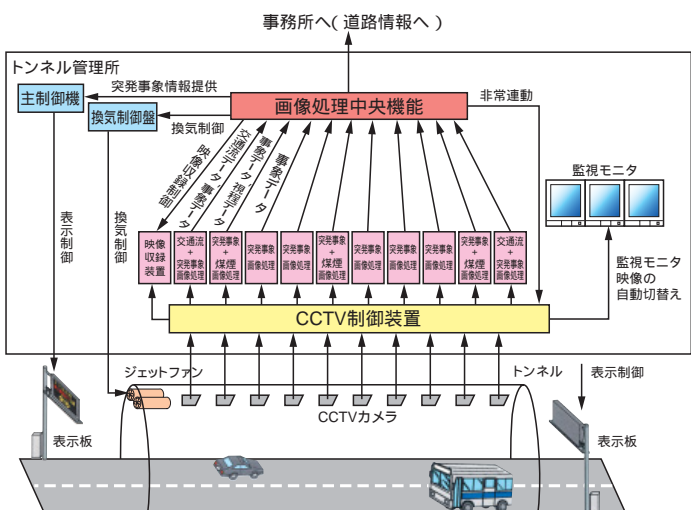 事務所へ(道路情報へ)
トンネル管理所
突発事象情報提供
主制御機
換気制御盤
画像処理中央機能
非常連動
換気制御
映像収録制御
交通流データ,事象データ
事象データ,視程データ
事象データ
監視モニタ
表示制御
換気制御
映像
収録
装置
交通流
+
突発事象
画像処理
突発事象
+
煤煙
画像処理
突発事象
画像処理
突発事象
画像処理
突発事象
+
煤煙
画像処理
突発事象
画像処理
突発事象
画像処理
突発事象
画像処理
突発事象
+
煤煙
画像処理
交通流
+
突発事象
画像処理
監視モニタ
映像の
自動切替え
CCTV制御装置
ジェットファン
トンネル
表示制御
CCTVカメラ
表示板
表示板